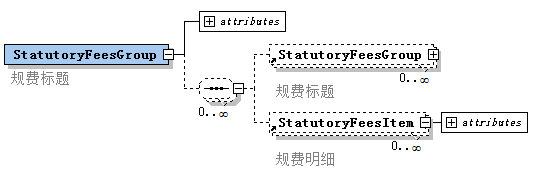 attributes
StatutoryFeesGroup
规费标题
StatutoryFeesGroup
0..∞
规费标题
0..∞
StatutoryFeesItem
attributes
0..∞
规费明细